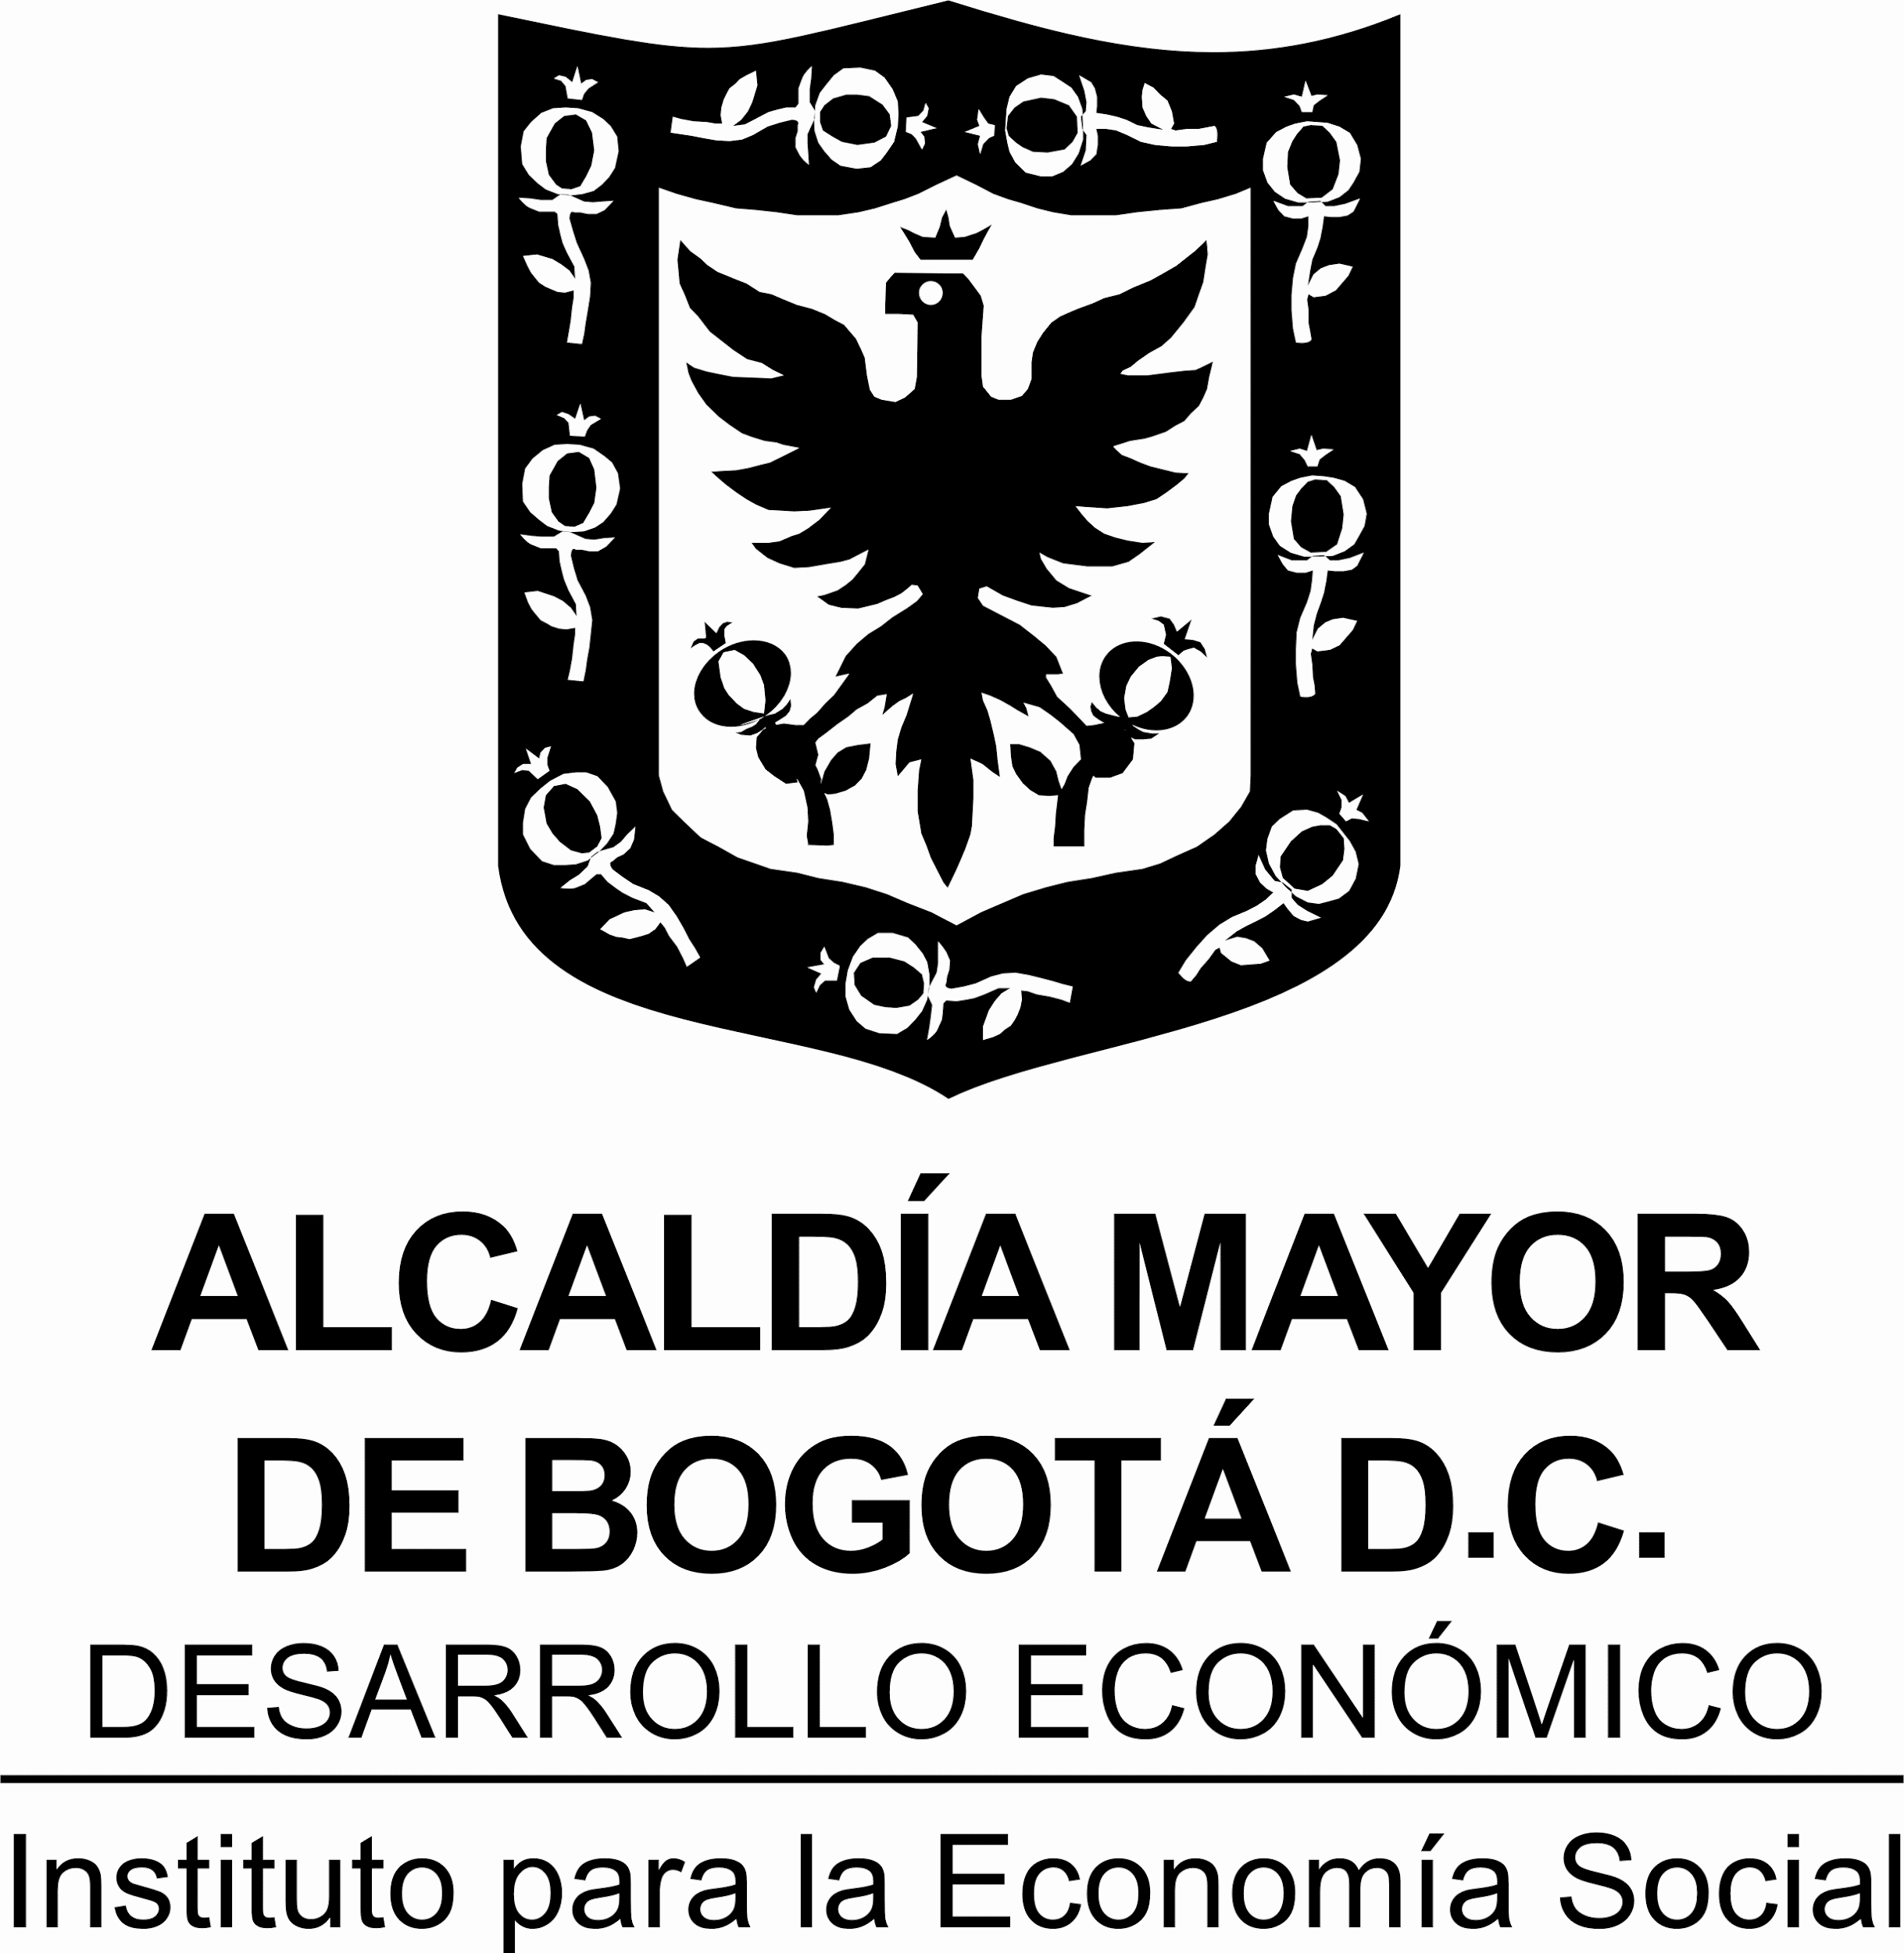 ALCALDÍA MAYOR
DE BOGOTÁ D.C.
DESARROLLO ECONÓMICO
Instituto para la Economía Social